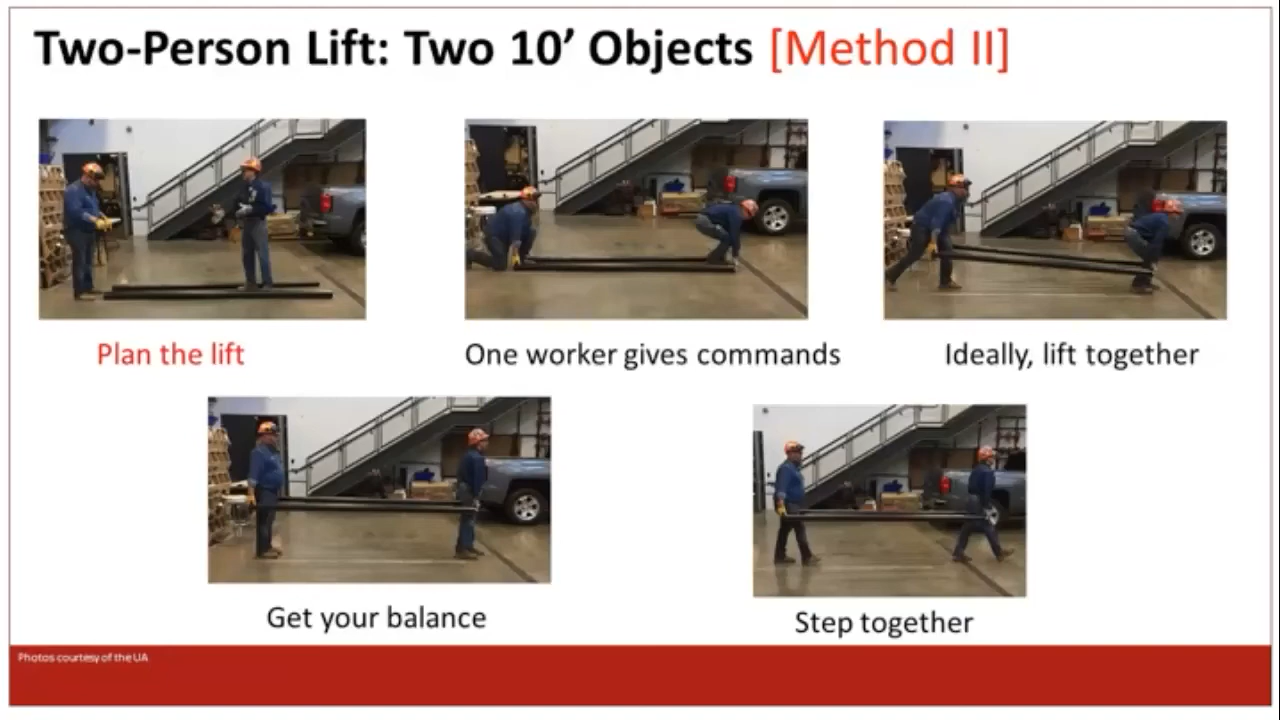 Two-Person Lift: Two 10’ Objects [Method II]
Plan the lift
One worker gives commands
Ideally, lift together
Get your balance
Step together
Photos courtesy of the UA